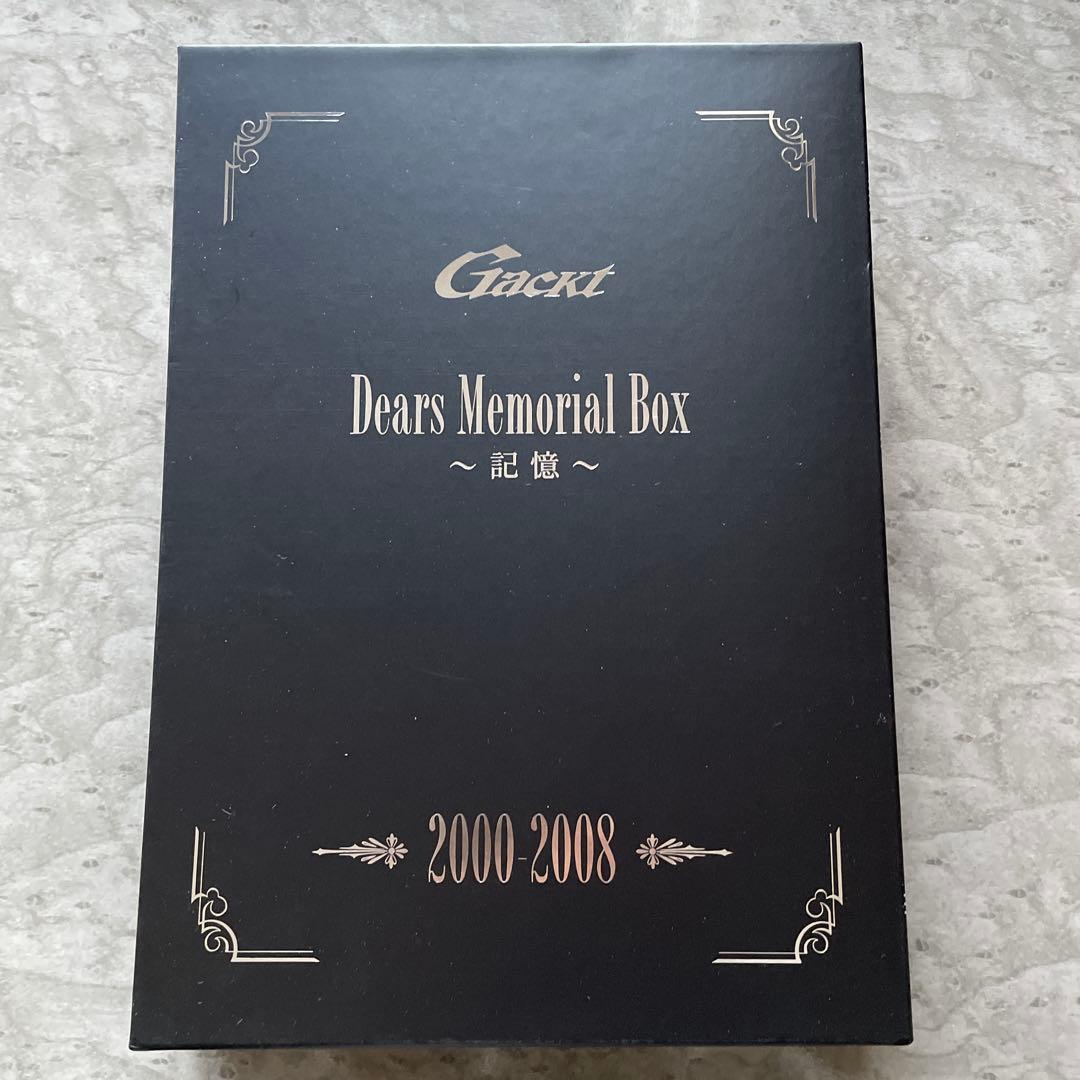 Gackt
Dears Memorial Box
～記憶～
2000-2008